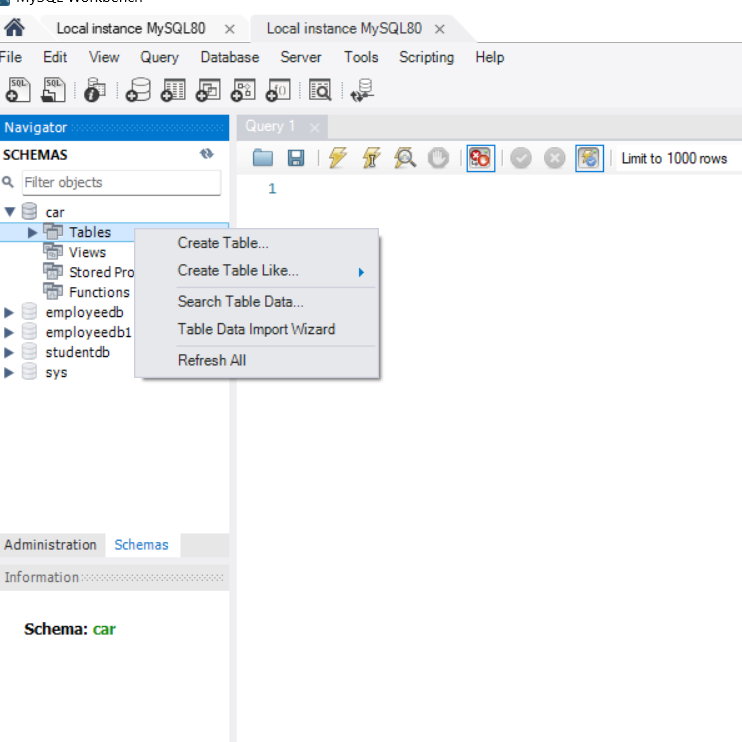 MySQL Workbench
Local instance MySQL80 × Local instance MySQL80 ×
File Edit View Query Database Server Tools Scripting Help
Navigator
Query 1 ×
SCHEMAS
Limit to 1000 rows
Filter objects
1
car
Tables
Views
Stored Pro
Functions
employeedb
employeedb1
studentdb
sys
Create Table...
Create Table Like...
Search Table Data...
Table Data Import Wizard
Refresh All
Administration Schemas
Information
Schema: car